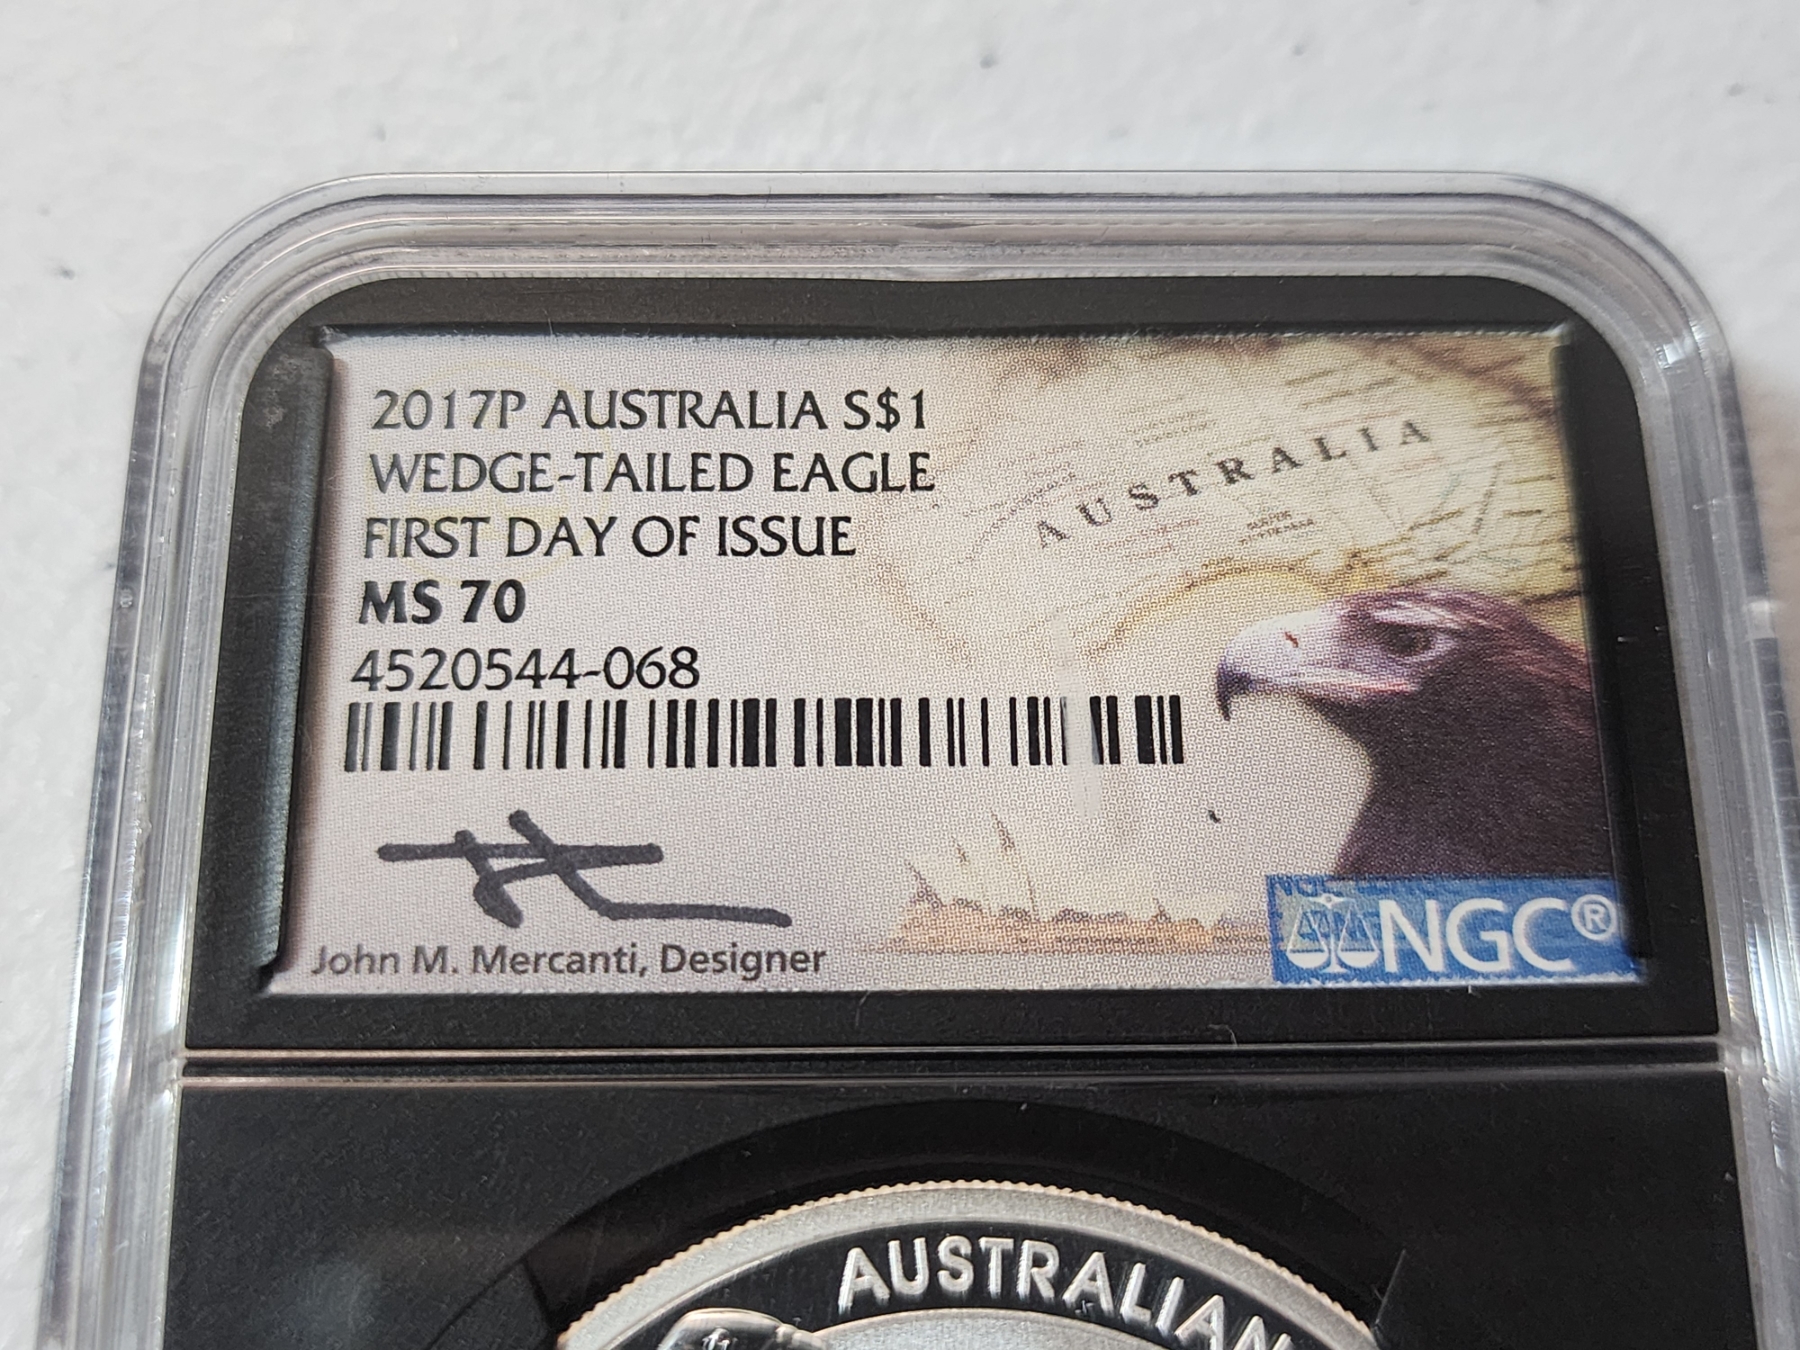 2017P AUSTRALIA S$1
WEDGE-TAILED EAGLE
FIRST DAY OF ISSUE
MS 70
4520544-068
AUSTRALIA
John M. Mercanti, Designer
NGC®
AUSTRALIAN